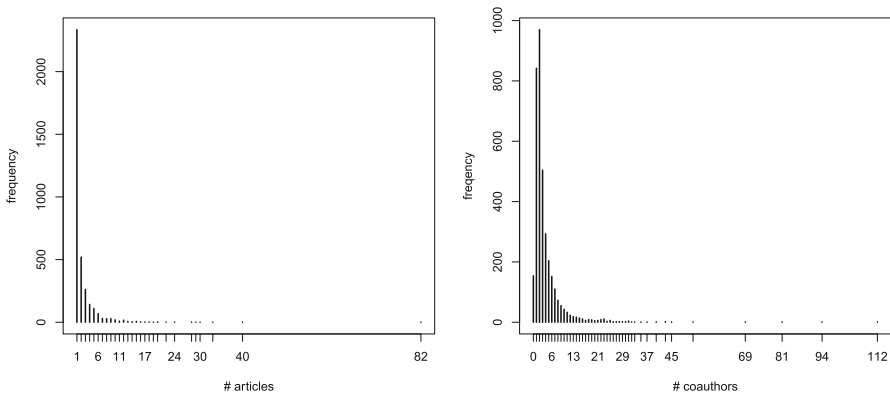 frequency
0
500
1000
1500
2000
1 6 11 17 24 30 40 82
# articles
freqency
0
200
400
600
800
1000
0 6 13 21 29 37 45 69 81 94 112
# coauthors